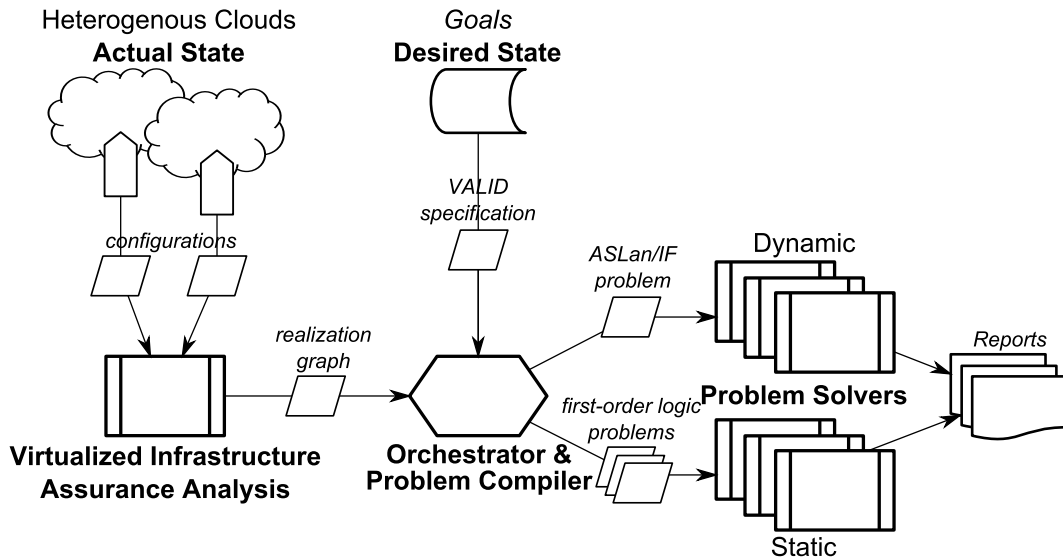 Heterogenous Clouds
Actual State
Goals
Desired State
configurations
VALID
specification
realization
graph
Virtualized Infrastructure
Assurance Analysis
Orchestrator &
Problem Compiler
ASLan/IF
problem
first-order logic
problems
Dynamic
Problem Solvers
Static
Reports